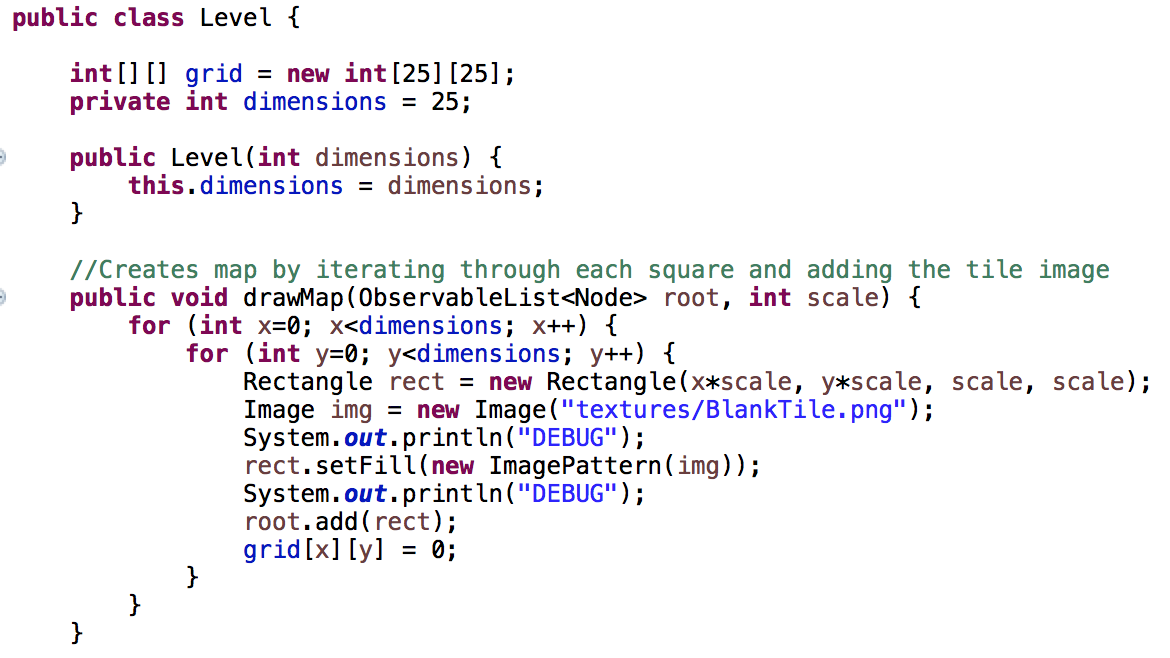 public class Level {
int[][] grid = new int[25][25];
private int dimensions = 25;
public Level(int dimensions) {
this.dimensions = dimensions;
}
//Creates map by iterating through each square and adding the tile image
public void drawMap(ObservableList<Node> root, int scale) {
for (int x=0; x<dimensions; x++) {
for (int y=0; y<dimensions; y++) {
Rectangle rect = new Rectangle(x*scale, y*scale, scale, scale);
Image img = new Image("textures/BlankTile.png");
System.out.println("DEBUG");
rect.setFill(new ImagePattern(img));
System.out.println("DEBUG");
root.add(rect);
grid[x][y] = 0;
}
}
}